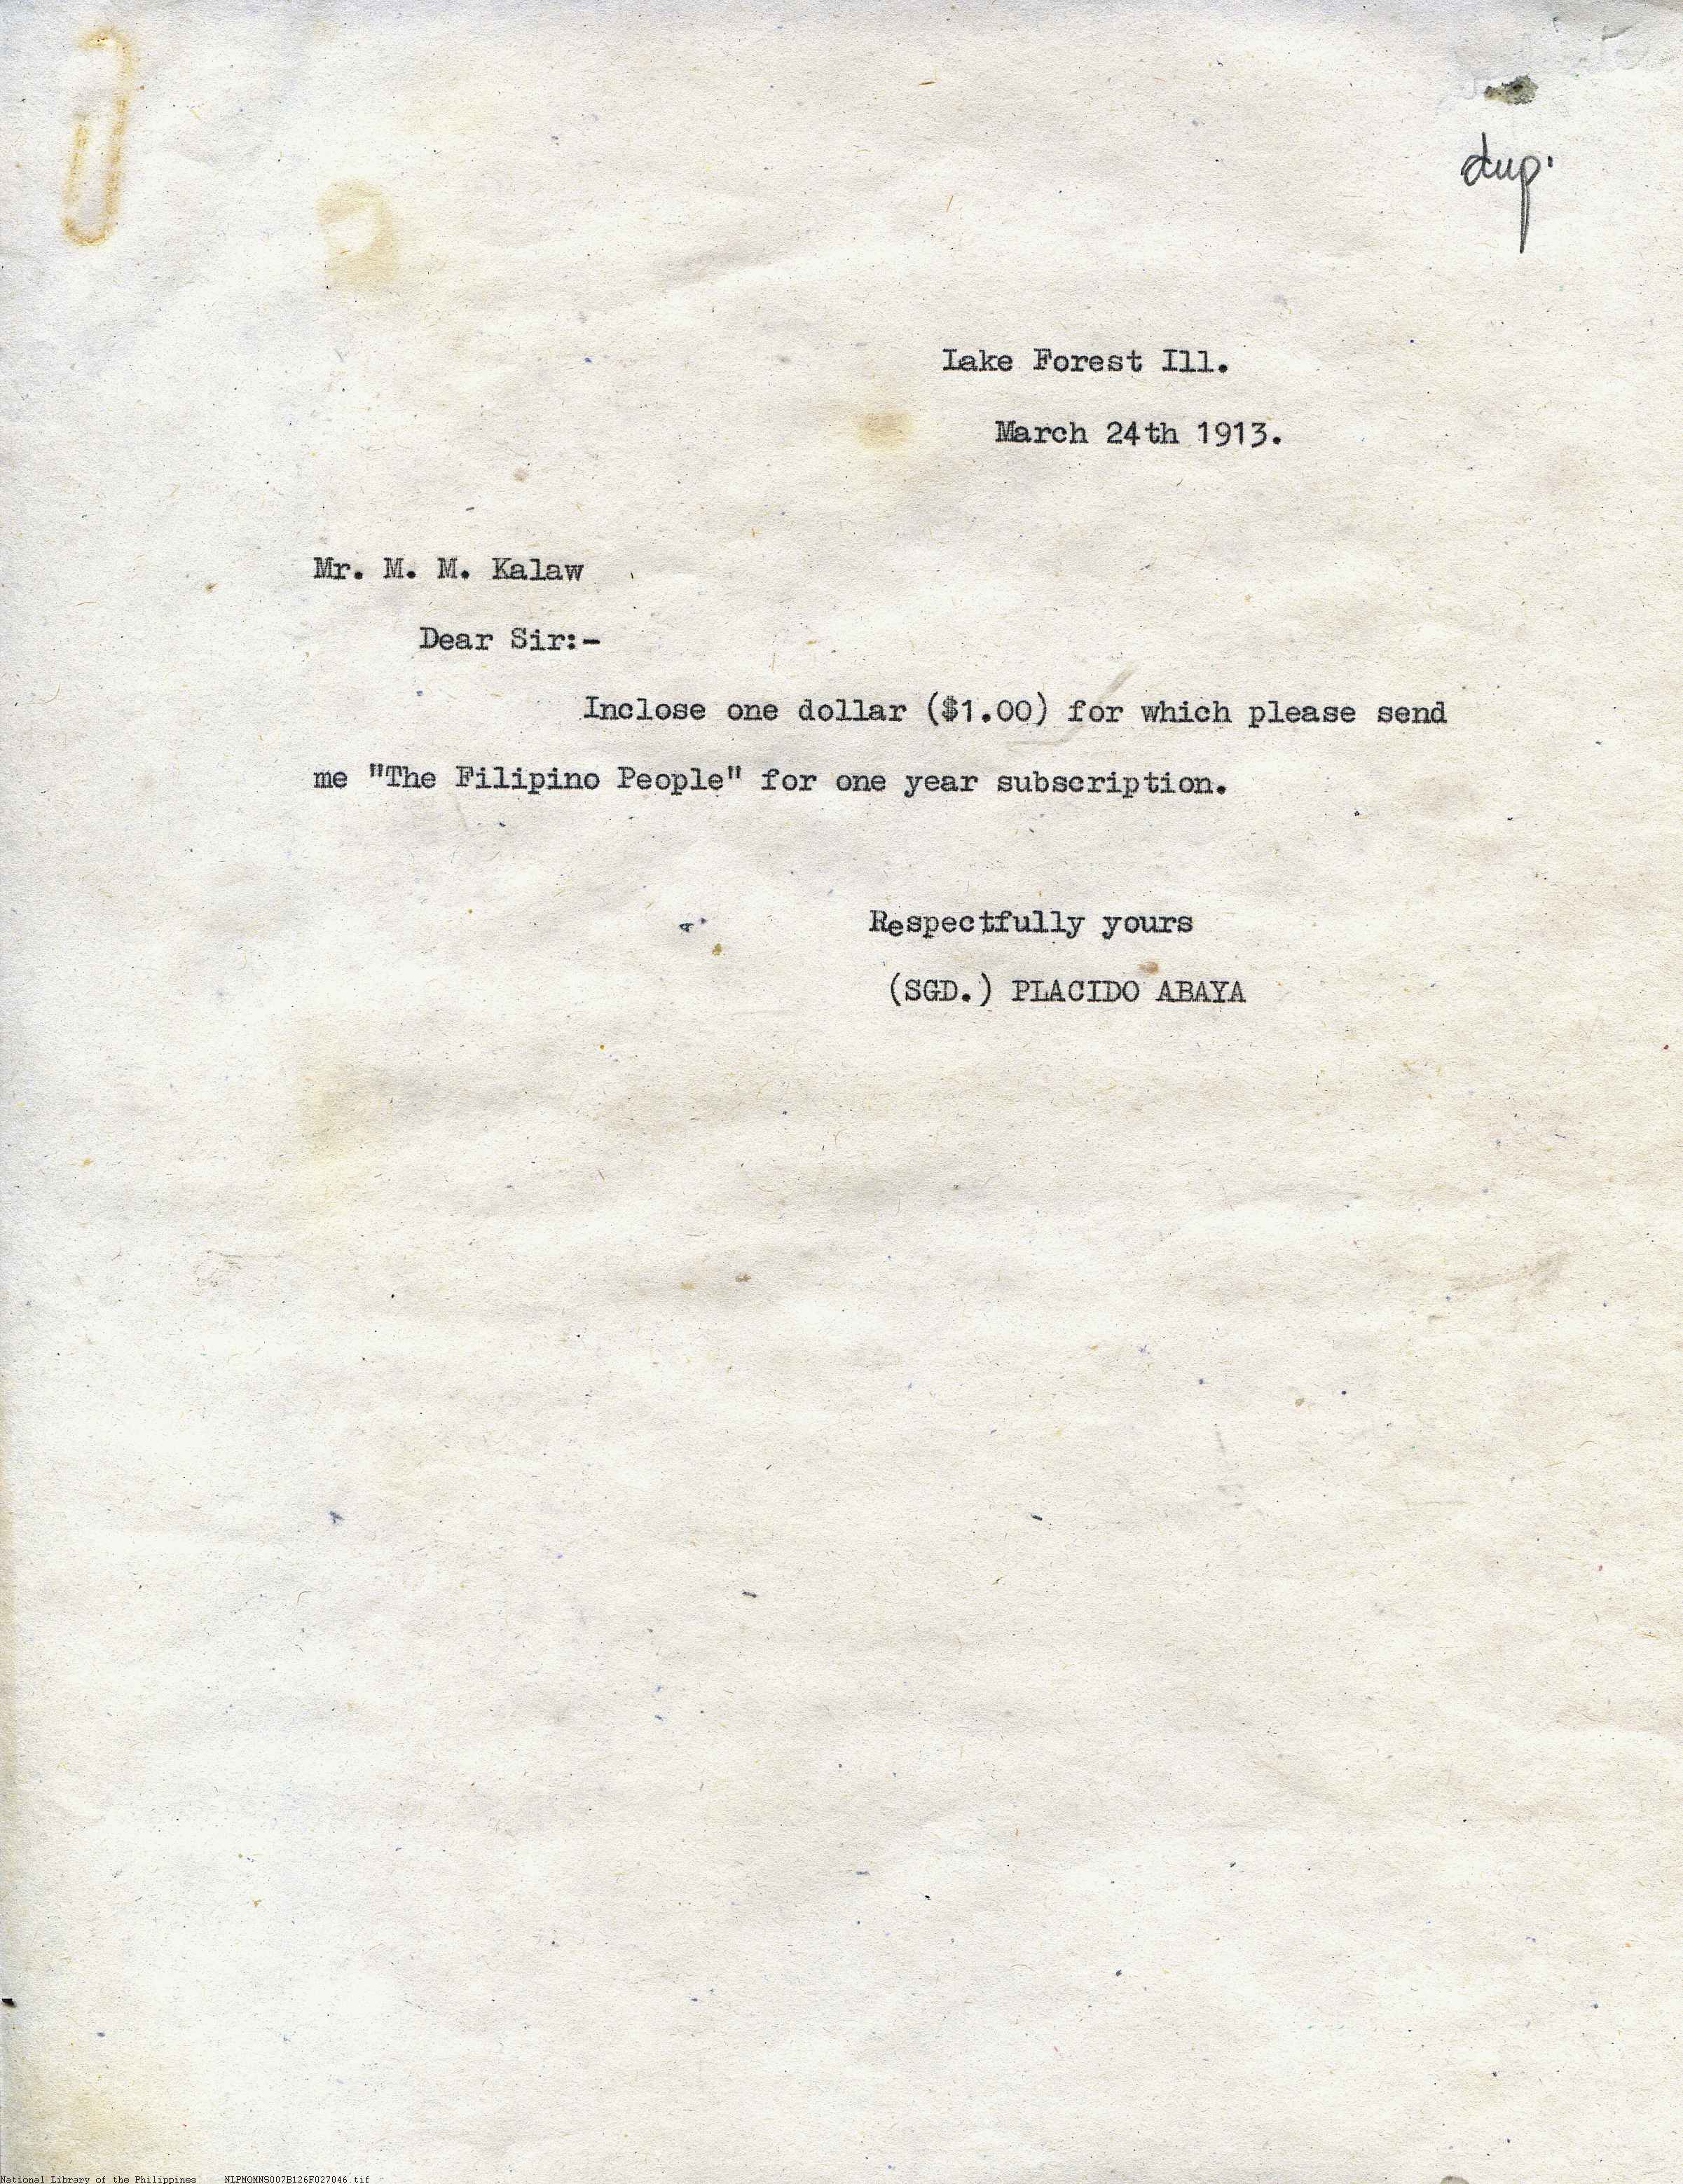 dup.
Lake Forest Ill.
March 24th 1913.
Mr. M. M. Kalaw
Dear Sir:-
Inclose one dollar ($1.00) for which please send
me "The Filipino People" for one year subscription.
Respectfully yours
(SGD.) PLACIDO ABAYA
National Library of the Philippines NLPMQMNS007B126F027046.tif